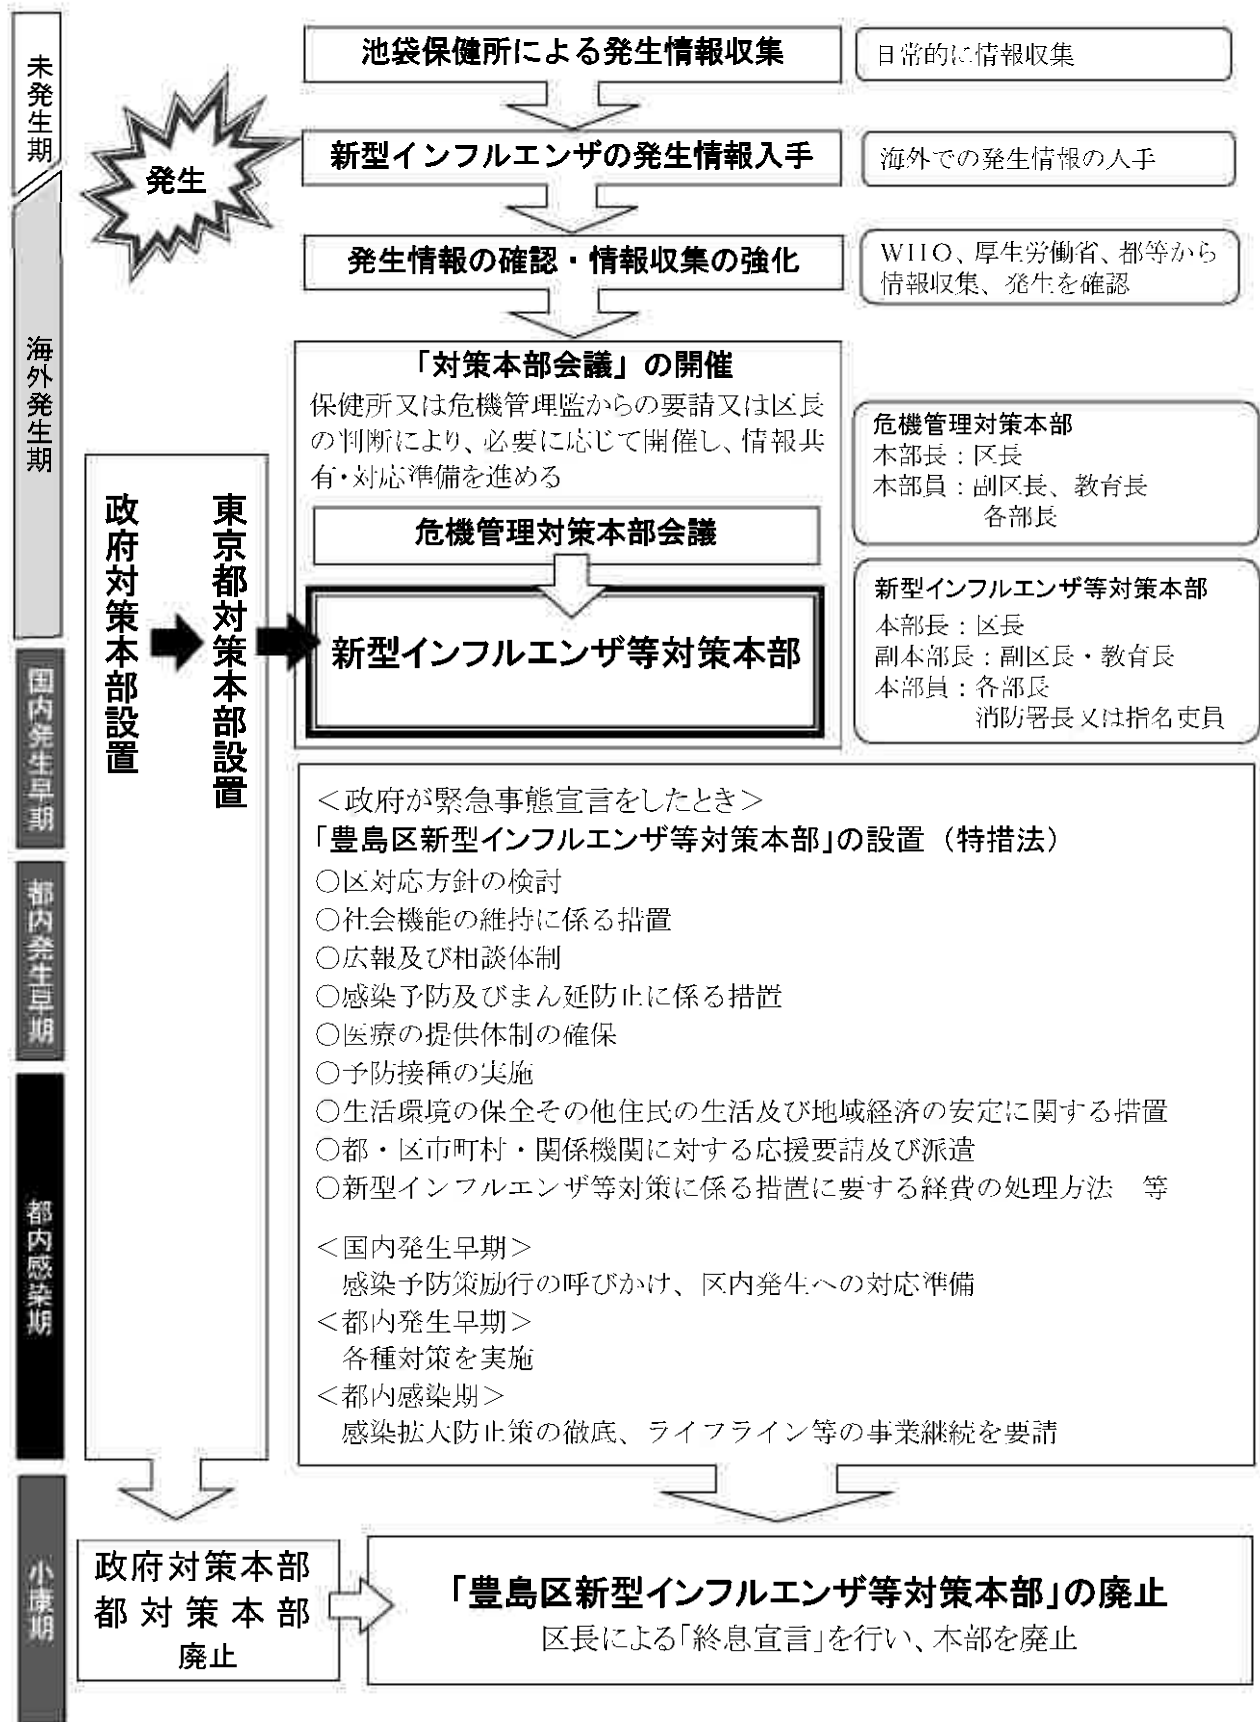 未発生期
池袋保健所による発生情報収集
日常的に情報収集
発生
新型インフルエンザの発生情報入手
海外での発生情報の入手
海外発生期
発生情報の確認・情報収集の強化
WHO、厚生労働省、都等から
情報収集、発生を確認
「対策本部会議」の開催
保健所又は危機管理監からの要請又は区長
の判断により、必要に応じて開催し、情報共
有・対応準備を進める
危機管理対策本部
本部長：区長
本部員：副区長、教育長
各部長
政府対策本部設置
東京都対策本部設置
危機管理対策本部会議
新型インフルエンザ等対策本部
新型インフルエンザ等対策本部
本部長：区長
副本部長：副区長・教育長
本部員：各部長
消防署長又は指名吏員
国内発生早期
＜政府が緊急事態宣言をしたとき＞
「豊島区新型インフルエンザ等対策本部」の設置（特措法）
○区対応方針の検討
○社会機能の維持に係る措置
○広報及び相談体制
○感染予防及びまん延防止に係る措置
○医療の提供体制の確保
○予防接種の実施
○生活環境の保全その他住民の生活及び地域経済の安定に関する措置
○都・区市町村・関係機関に対する応援要請及び派遣
○新型インフルエンザ等対策に係る措置に要する経費の処理方法　等
都内発生早期
＜国内発生早期＞
感染予防策励行の呼びかけ、区内発生への対応準備
＜都内発生早期＞
各種対策を実施
＜都内感染期＞
感染拡大防止策の徹底、ライフライン等の事業継続を要請
都内感染期
小康期
政府対策本部
都対策本部
廃止
「豊島区新型インフルエンザ等対策本部」の廃止
区長による「終息宣言」を行い、本部を廃止